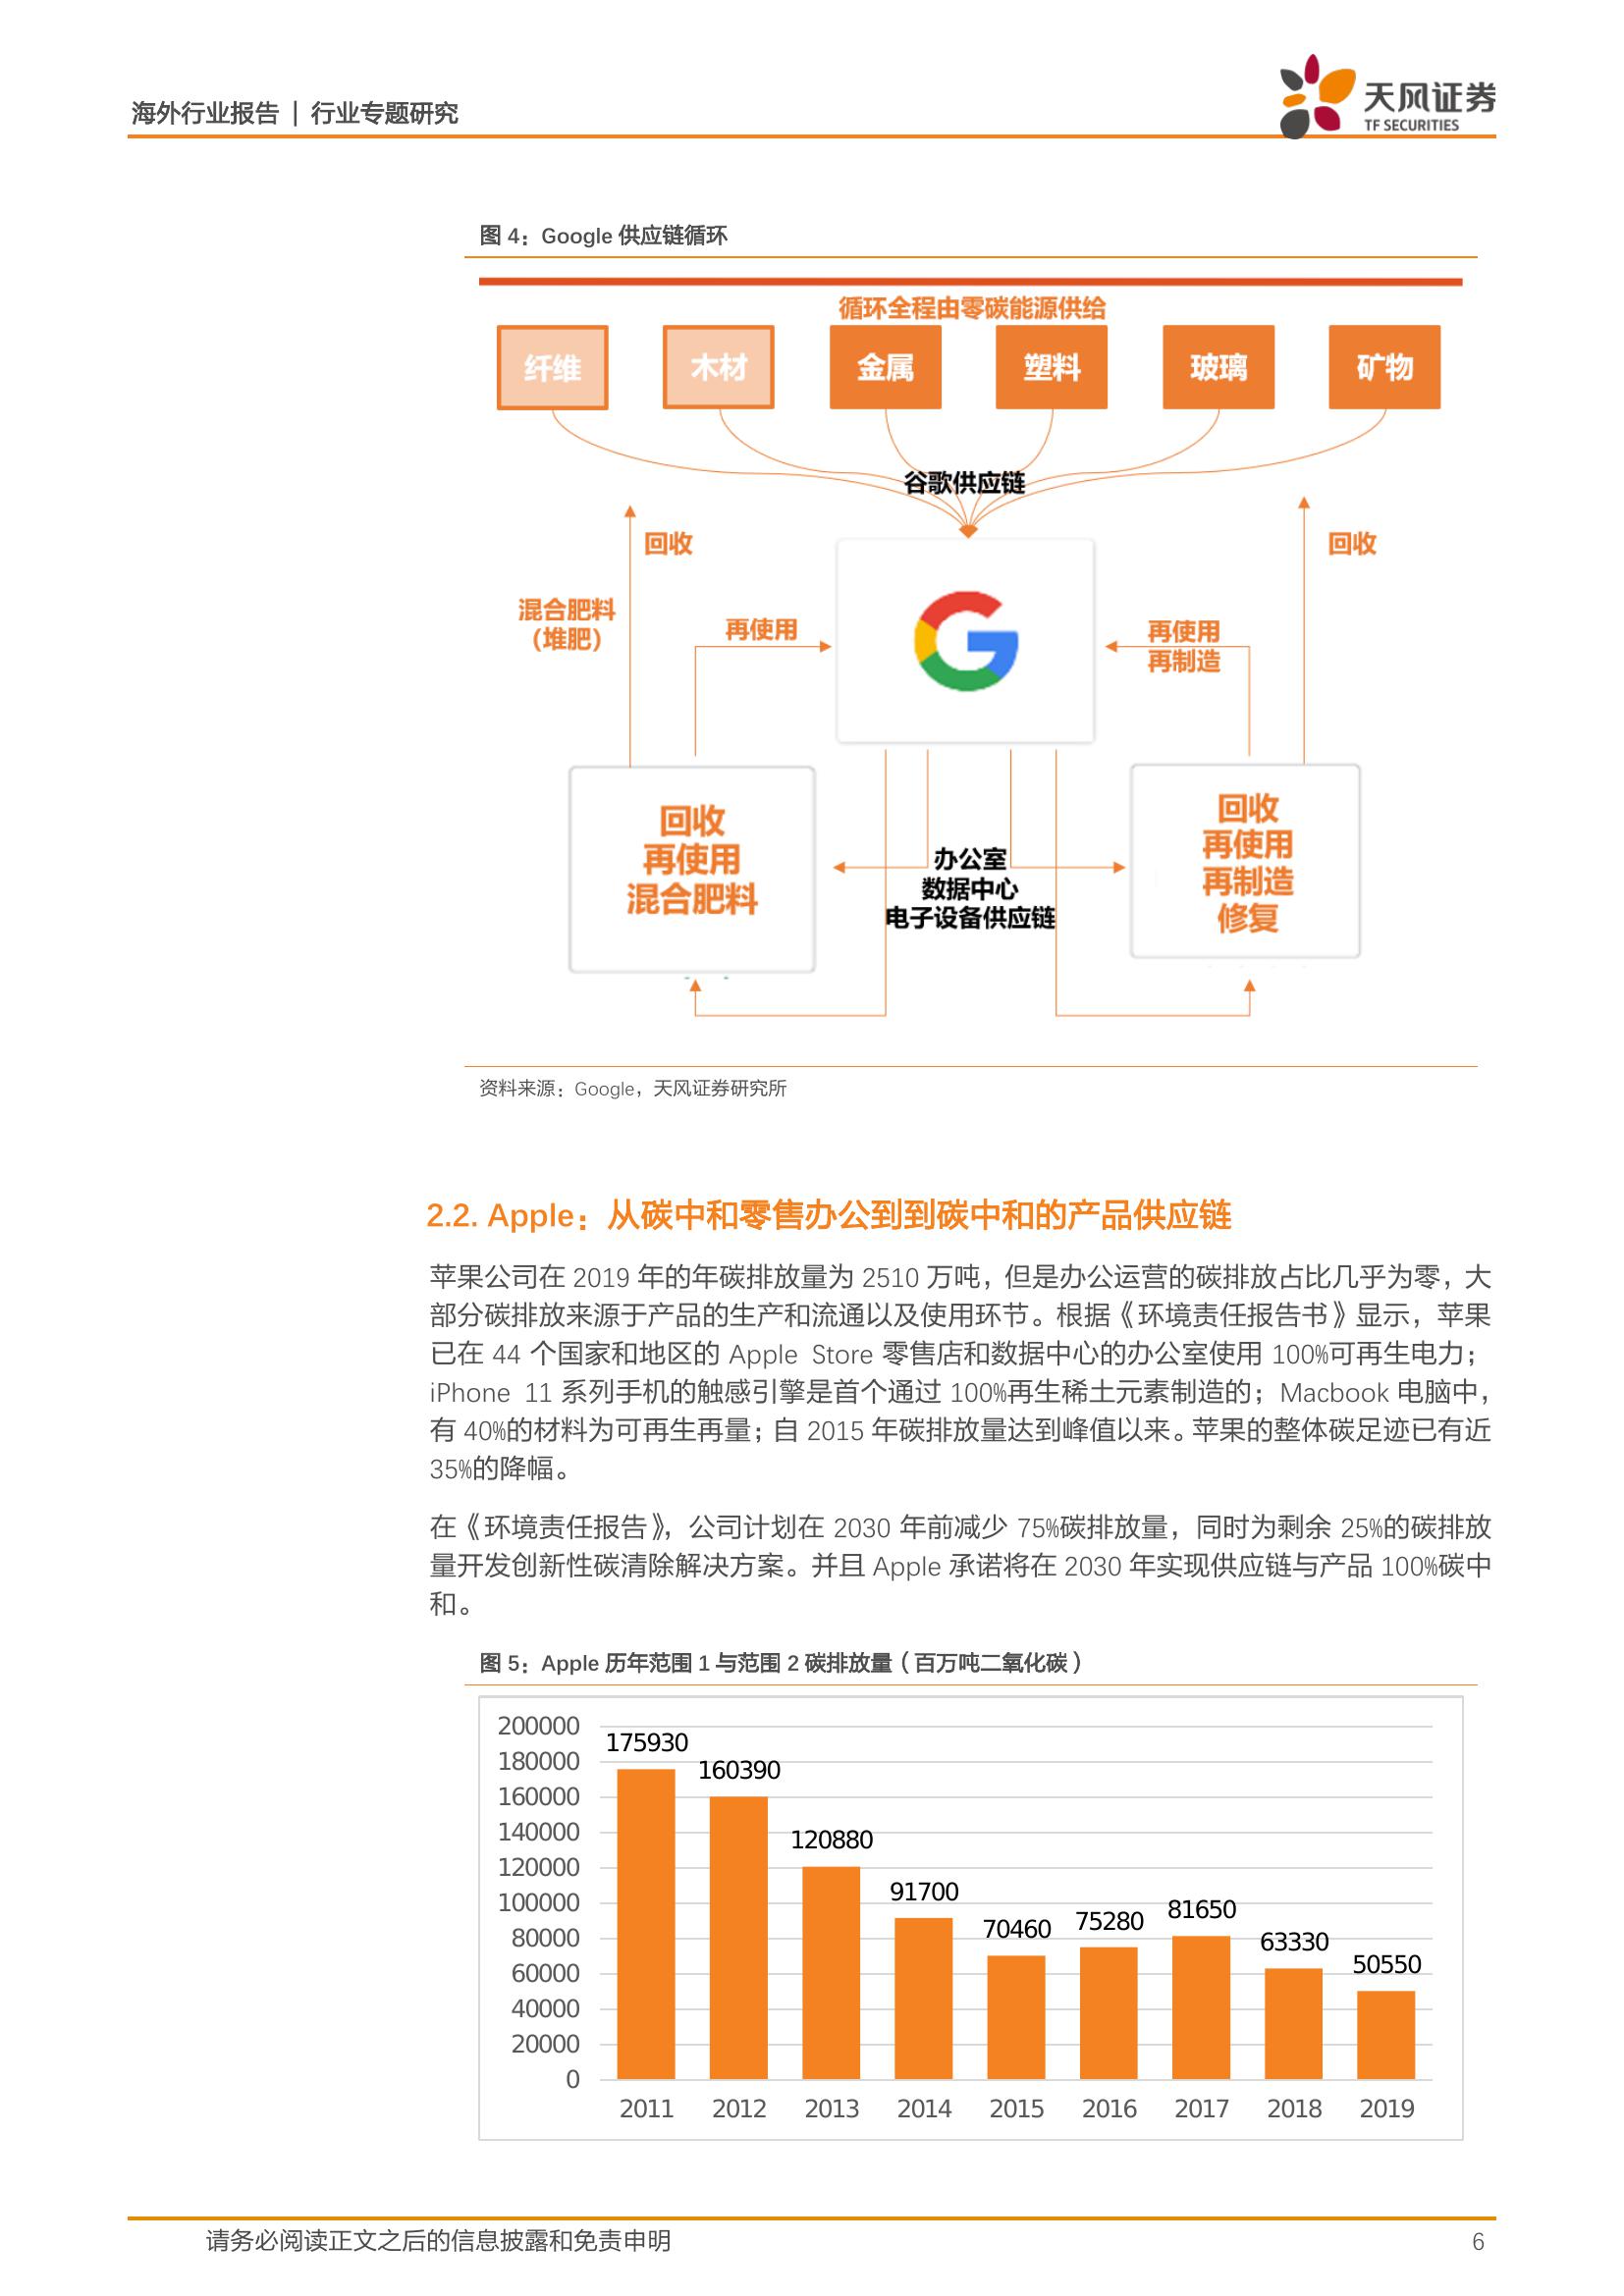 海外行业报告 | 行业专题研究
天风证券
TF SECURITIES
图 4：Google 供应链循环
循环全程由零碳能源供给
纤维 木材 金属 塑料 玻璃 矿物
谷歌供应链
回收 回收
混合肥料
（堆肥）
再使用
再使用
再制造
回收
再使用
混合肥料
办公室
数据中心
电子设备供应链
回收
再使用
再制造
修复
资料来源：Google，天风证券研究所
2.2. Apple：从碳中和零售办公到到碳中和的产品供应链
苹果公司在 2019 年的年碳排放量为 2510 万吨，但是办公运营的碳排放占比几乎为零，大
部分碳排放来源于产品的生产和流通以及使用环节。根据《环境责任报告书》显示，苹果
已在 44 个国家和地区的 Apple Store 零售店和数据中心的办公室使用 100%可再生电力；
iPhone 11 系列手机的触感引擎是首个通过 100%再生稀土元素制造的；Macbook 电脑中，
有 40%的材料为可再生再量；自 2015 年碳排放量达到峰值以来。苹果的整体碳足迹已有近
35%的降幅。
在《环境责任报告》，公司计划在 2030 年前减少 75%碳排放量，同时为剩余 25%的碳排放
量开发创新性碳清除解决方案。并且 Apple 承诺将在 2030 年实现供应链与产品 100%碳中
和。
图 5：Apple 历年范围 1 与范围 2 碳排放量（百万吨二氧化碳）
200000
180000
160000
140000
120000
100000
80000
60000
40000
20000
0
175930
160390
120880
91700
70460
75280
81650
63330
50550
2011 2012 2013 2014 2015 2016 2017 2018 2019
请务必阅读正文之后的信息披露和免责申明 6